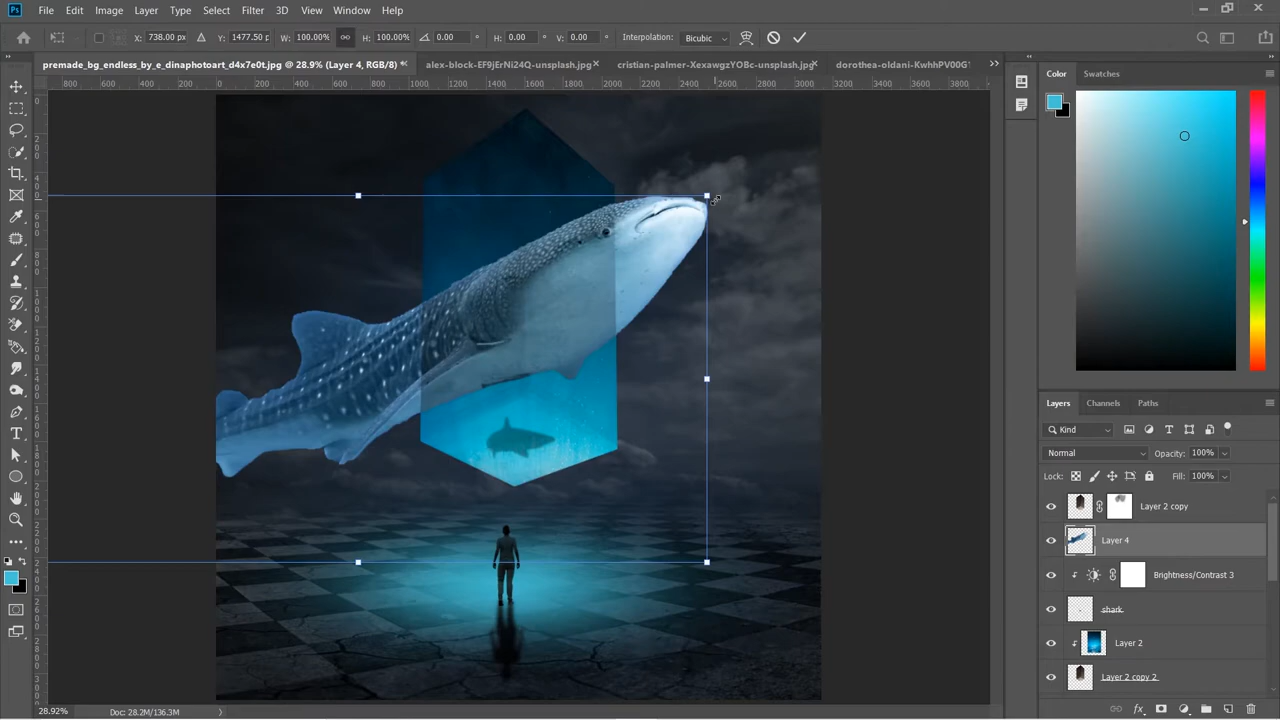 Ps File Edit Image Layer Type Select Filter 3D View Window Help
X: 738.00 px Y: 1477.50 p W: 100.00% H: 100.00% 0.00 ° H: 0.00 ° V: 0.00 ° Interpolation: Bicubic
premade_bg_endless_by_e_dinaphotoart_d4x7e0t.jpg @ 28.9% (Layer 4, RGB/8) * alex-block-EF9jErNi24Q-unsplash.jpg × cristian-palmer-XexawgzYOBc-unsplash.jpg × dorothea-oldani-KwhhPV00G
800 600 400 200 0 200 400 600 800 1000 1200 1400 1600 1800 2000 2200 2400 2600 2800 3000 3200 3400 3600 3800
Color Swatches
Layers Channels Paths
Kind
Normal Opacity: 100%
Lock: Fill: 100%
Layer 2 copy
Layer 4
Brightness/Contrast 3
shark
Layer 2
Layer 2 copy 2
28.92% Doc: 28.2M/136.3M